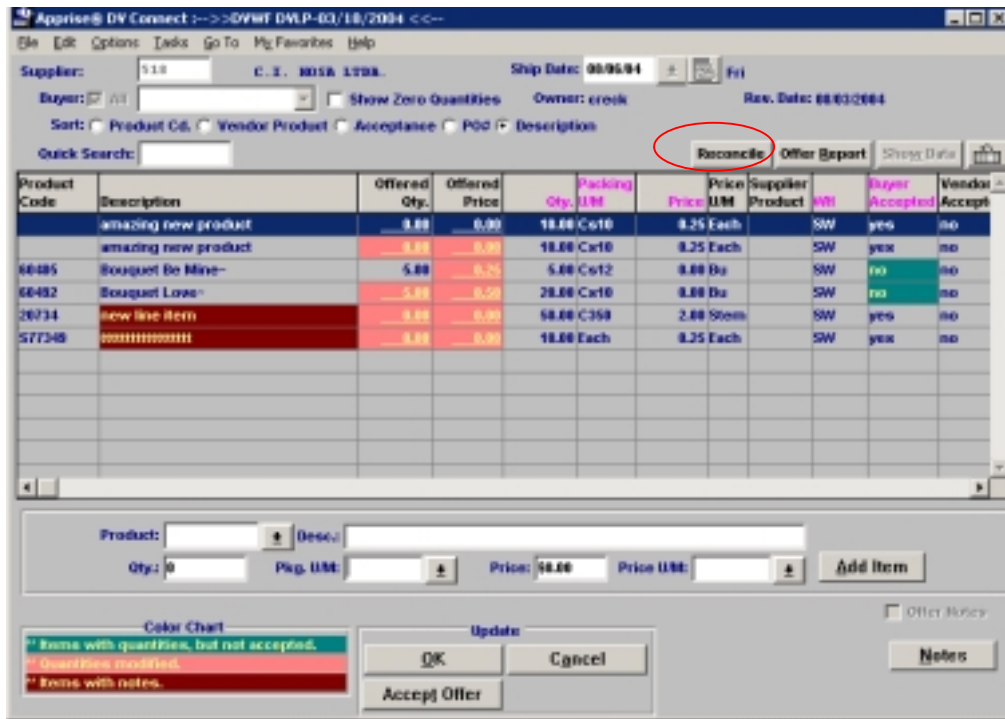 Apprise® DV Connect :-->>DVWF DVLP-03/10/2004 <<--
File Edit Options Tasks Go To My Favorites Help
Supplier: 518 C.I. ROSA LTDA. Ship Date: 08/06/04 Fri
Buyer: All Show Zero Quantities Owner: creek Rev. Date: 08/03/2004
Sort: Product Cd. Vendor Product Acceptance PO# Description
Quick Search: Reconcile Offer Report Show Data
Product Code Description Offered Qty. Offered Price Qty. Packing U/M Price Price U/M Supplier Product WH Buyer Accepted Vendor Accept
amazing new product 0.00 0.00 10.00 Cs10 0.25 Each SW yes no
amazing new product 0.00 0.00 10.00 Cx10 0.25 Each SW yes no
60485 Bouquet Be Mine~ 5.00 0.25 5.00 Cs12 0.00 Bu SW no no
60492 Bouquet Love~ 5.00 0.50 20.00 Cx10 0.00 Bu SW no no
20734 new line item 0.00 0.00 50.00 C350 2.00 Stem SW yes no
577349 0.00 0.00 10.00 Each 0.25 Each SW yes no
Product: Desc.:
Qty.: 0 Pkg. U/M: Price: $0.00 Price U/M: Add Item
Offer Notes
Color Chart
** Items with quantities, but not accepted.
** Quantities modified.
** Items with notes.
Update
OK Cancel
Accept Offer
Notes